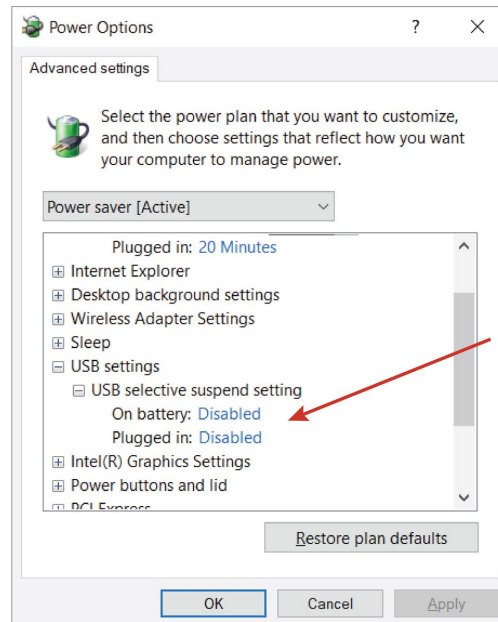 Power Options
?
Advanced settings
Select the power plan that you want to customize,
and then choose settings that reflect how you want
your computer to manage power.
Power saver [Active]
Plugged in: 20 Minutes
Internet Explorer
Desktop background settings
Wireless Adapter Settings
Sleep
USB settings
USB selective suspend setting
On battery: Disabled
Plugged in: Disabled
Intel(R) Graphics Settings
Power buttons and lid
PCI Express
Restore plan defaults
OK Cancel Apply